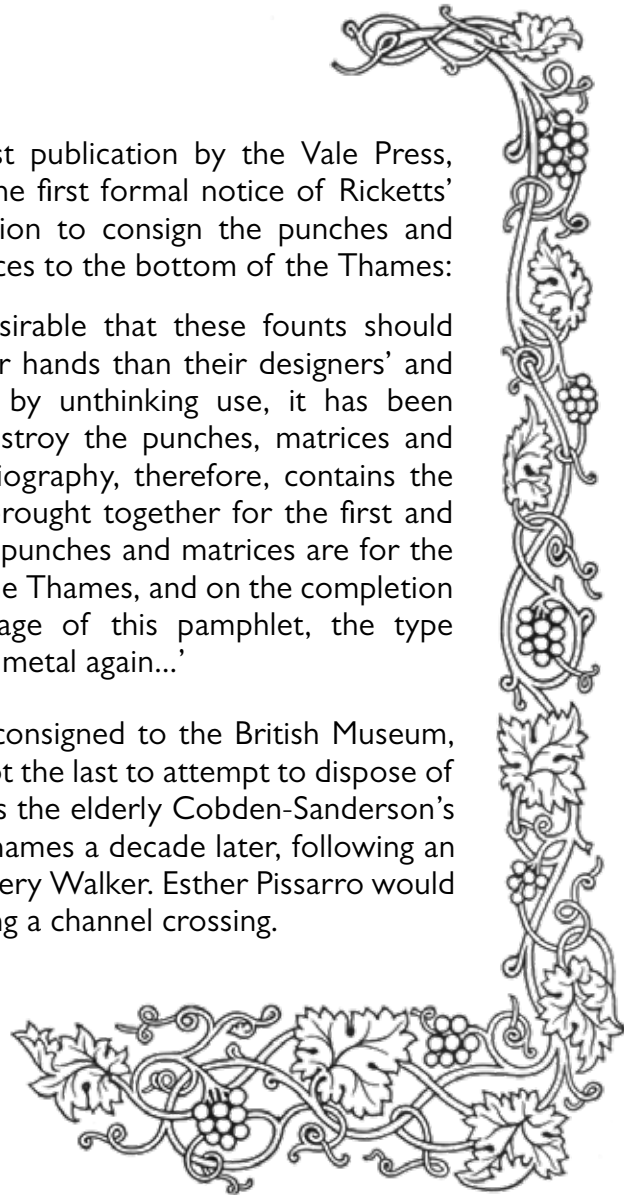 st publication by the Vale Press,
he first formal notice of Ricketts’
ion to consign the punches and
ces to the bottom of the Thames:
sirable that these founts should
r hands than their designers’ and
by unthinking use, it has been
stroy the punches, matrices and
iography, therefore, contains the
rought together for the first and
punches and matrices are for the
e Thames, and on the completion
age of this pamphlet, the type
metal again...’
consigned to the British Museum,
ot the last to attempt to dispose of
s the elderly Cobden-Sanderson’s
hames a decade later, following an
ery Walker. Esther Pissarro would
ng a channel crossing.